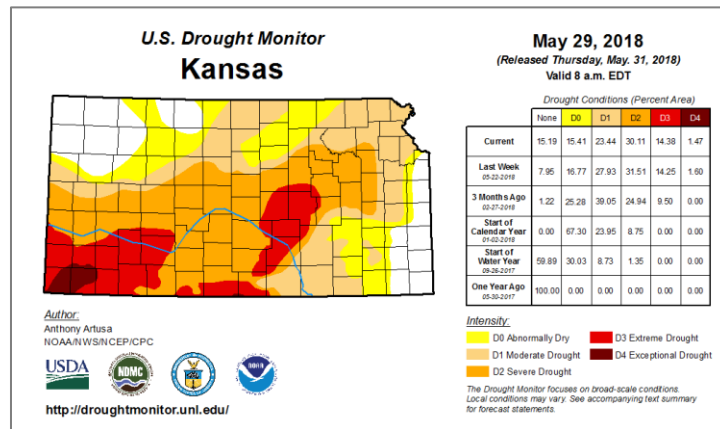 U.S. Drought Monitor
Kansas
May 29, 2018
(Released Thursday, May. 31, 2018)
Valid 8 a.m. EDT
Drought Conditions (Percent Area)
None D0 D1 D2 D3 D4
Current 15.19 15.41 23.44 30.11 14.38 1.47
Last Week
05-22-2018
7.95 16.77 27.93 31.51 14.25 1.60
3 Months Ago
02-27-2018
1.22 25.28 39.05 24.94 9.50 0.00
Start of
Calendar Year
01-02-2018
0.00 67.30 23.95 8.75 0.00 0.00
Start of
Water Year
09-26-2017
59.89 30.03 8.73 1.35 0.00 0.00
One Year Ago
05-30-2017
100.00 0.00 0.00 0.00 0.00 0.00
Intensity:
D0 Abnormally Dry
D1 Moderate Drought
D2 Severe Drought
D3 Extreme Drought
D4 Exceptional Drought
The Drought Monitor focuses on broad-scale conditions.
Local conditions may vary. See accompanying text summary
for forecast statements.
Author:
Anthony Artusa
NOAA/NWS/NCEP/CPC
USDA
NDMC
NOAA
http://droughtmonitor.unl.edu/